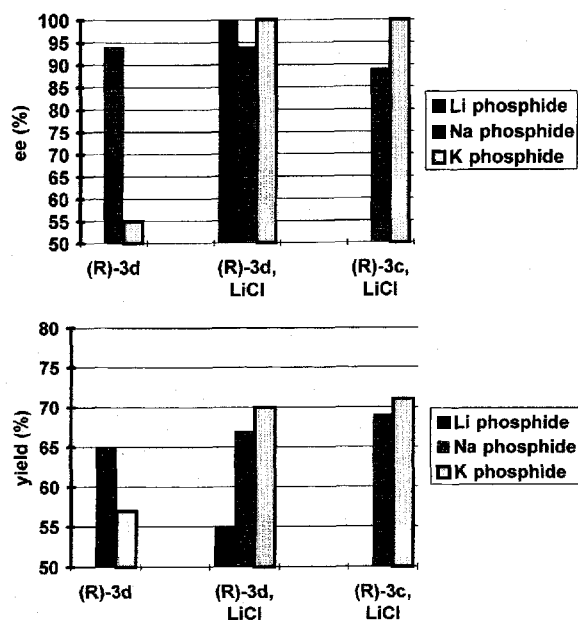 ee (%)
100
95
90
85
80
75
70
65
60
55
50
(R)-3d
(R)-3d,
LiCl
(R)-3c,
LiCl
Li phosphide
Na phosphide
K phosphide
yield (%)
80
75
70
65
60
55
50
(R)-3d
(R)-3d,
LiCl
(R)-3c,
LiCl
Li phosphide
Na phosphide
K phosphide